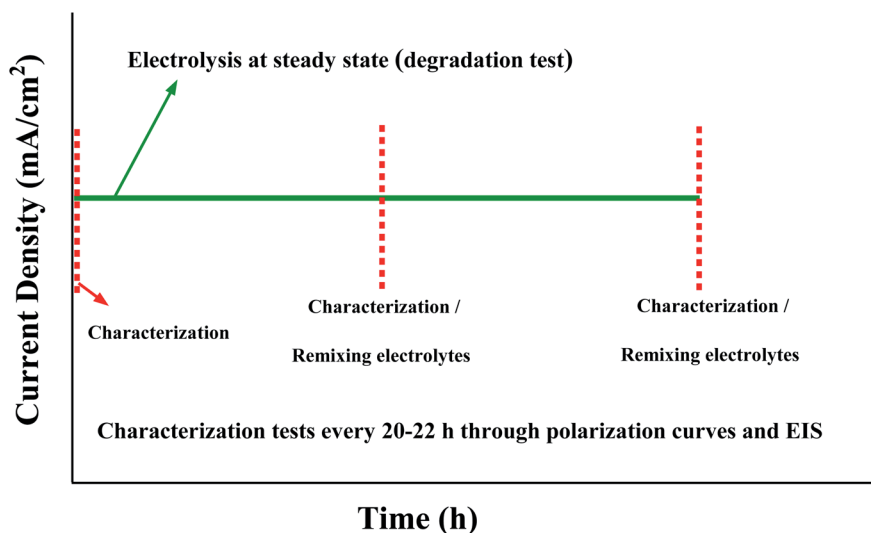 Electrolysis at steady state (degradation test)
Current Density (mA/cm²)
Characterization
Characterization /
Remixing electrolytes
Characterization /
Remixing electrolytes
Characterization tests every 20-22 h through polarization curves and EIS
Time (h)